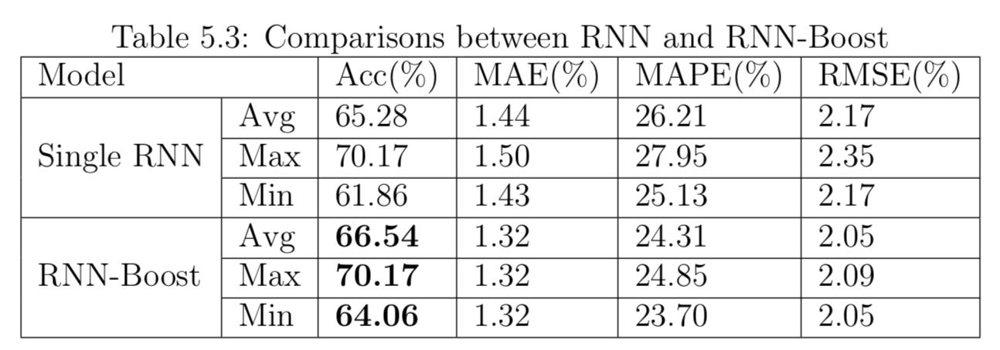 Table 5.3: Comparisons between RNN and RNN-Boost
Model Acc(%) MAE(%) MAPE(%) RMSE(%)
Single RNN
Avg 65.28 1.44 26.21 2.17
Max 70.17 1.50 27.95 2.35
Min 61.86 1.43 25.13 2.17
RNN-Boost
Avg 66.54 1.32 24.31 2.05
Max 70.17 1.32 24.85 2.09
Min 64.06 1.32 23.70 2.05